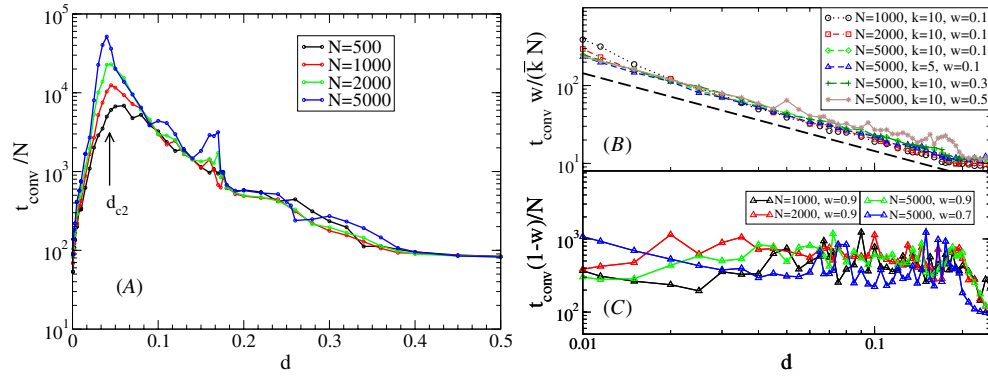 10^5
10^4
10^3
10^2
10^1
t_conv /N
N=500
N=1000
N=2000
N=5000
d_c2
(A)
0 0.1 0.2 0.3 0.4 0.5
d
t_conv w/(k̅ N)
10^2
10^1
N=1000, k=10, w=0.1
N=2000, k=10, w=0.1
N=5000, k=10, w=0.1
N=5000, k=5, w=0.1
N=5000, k=10, w=0.3
N=5000, k=10, w=0.5
(B)
t_conv(1-w)/N
10^3
10^2
N=1000, w=0.9
N=2000, w=0.9
N=5000, w=0.9
N=5000, w=0.7
(C)
0.01 0.1
d